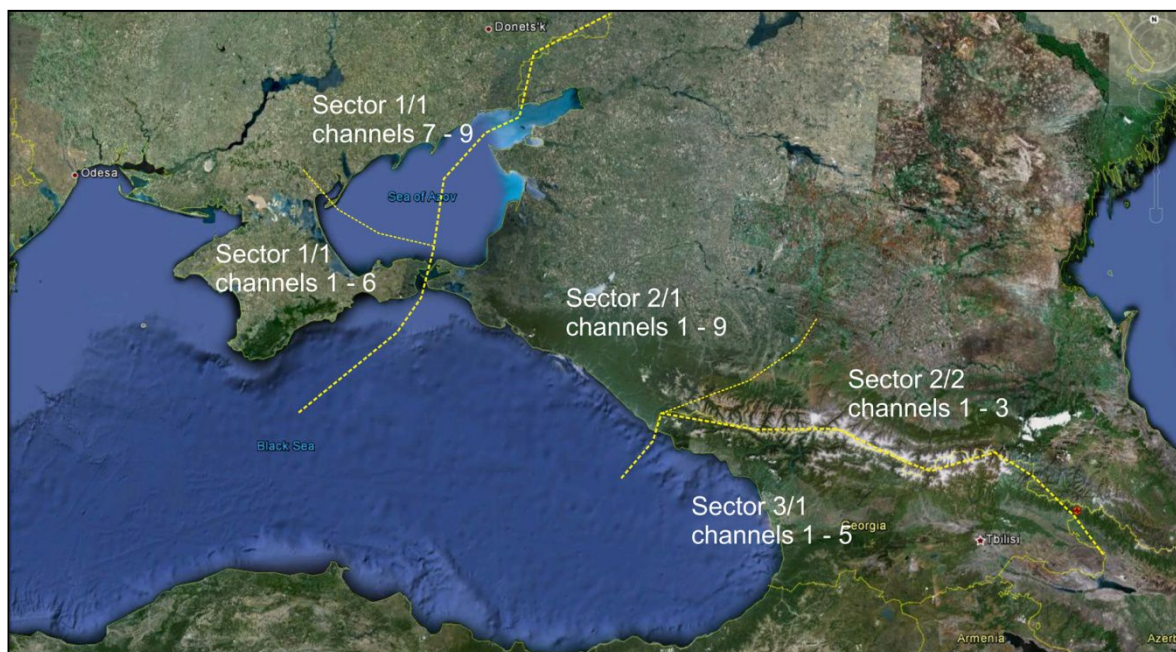 Donets'k
Sector 1/1
channels 7 - 9
Odesa
Sea of Azov
Sector 1/1
channels 1 - 6
Sector 2/1
channels 1 - 9
Sector 2/2
channels 1 - 3
Black Sea
Sector 3/1
channels 1 - 5
Georgia
Tbilisi
Armenia
Azerb
N